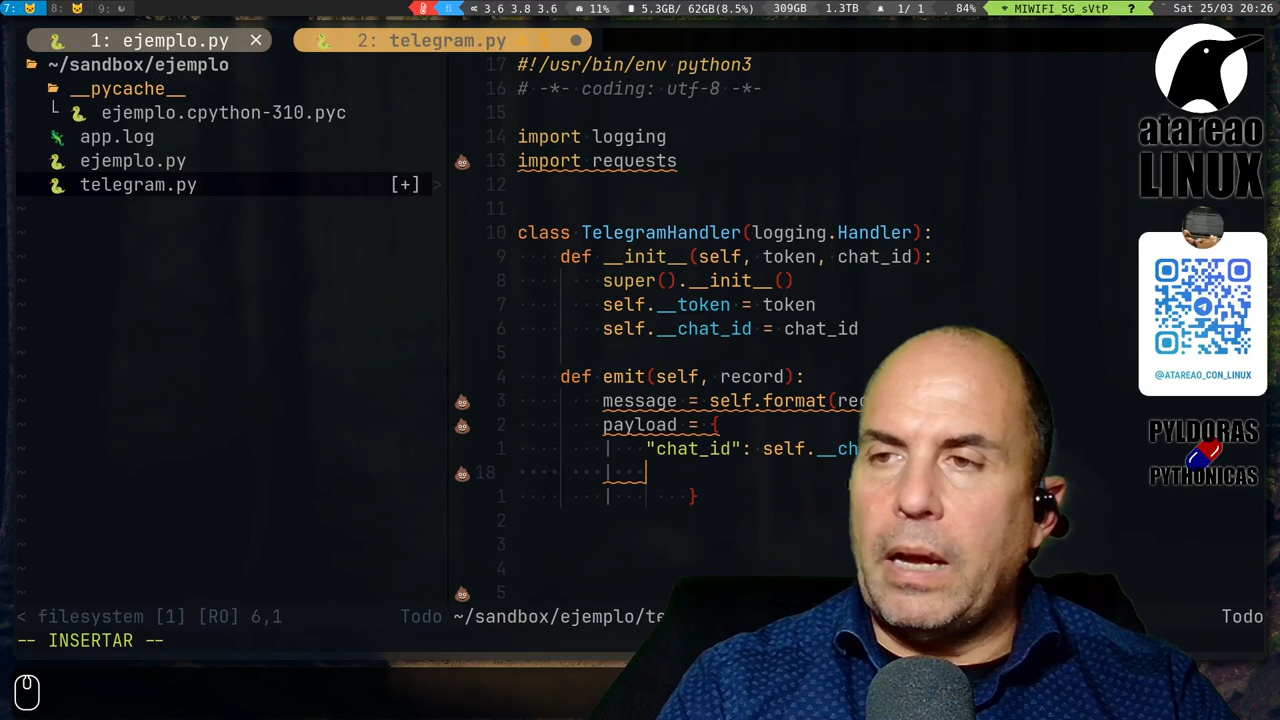 7: 8: 9: 3.6 3.8 3.6 11% 5.3GB/ 62GB(8.5%) 309GB 1.3TB 1/ 1 84% MIWIFI 5G sVtP ? Sat 25/03 20:26
1: ejemplo.py ✕ 2: telegram.py ●
~/sandbox/ejemplo
__pycache__
└ ejemplo.cpython-310.pyc
app.log
ejemplo.py
telegram.py [+] >
17 #!/usr/bin/env python3
16 # -*- coding: utf-8 -*-
15
14 import logging
13 import requests
12
11
10 class TelegramHandler(logging.Handler):
9 def __init__(self, token, chat_id):
8 super().__init__()
7 self.__token = token
6 self.__chat_id = chat_id
5
4 def emit(self, record):
3 message = self.format(rec
2 payload = {
1 "chat_id": self.__ch
18
1 }
2
3
4
5
< filesystem [1] [RO] 6,1 Todo ~/sandbox/ejemplo/te Todo
-- INSERTAR --
atareao
LINUX
@ATAREAO_CON_LINUX
PYLDORAS
PYTHONICAS